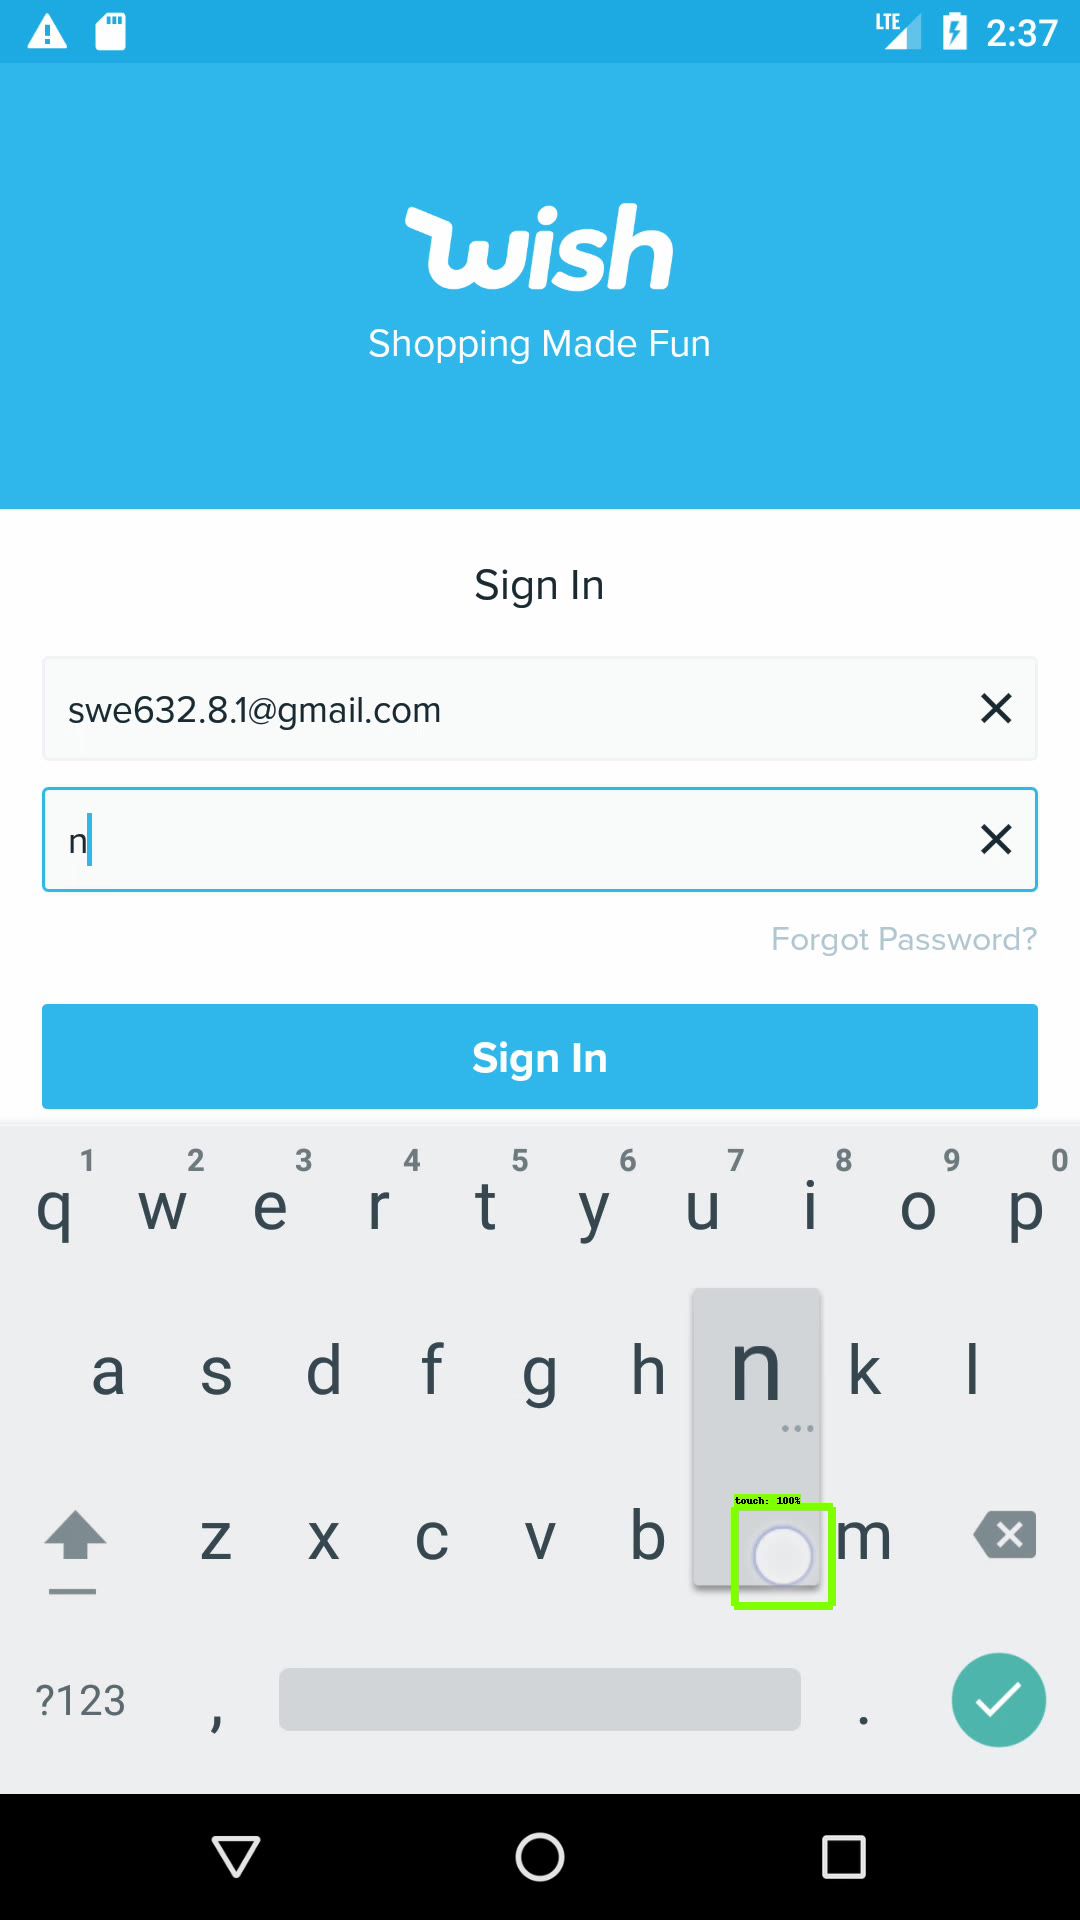 LTE 2:37
wish
Shopping Made Fun
Sign In
swe632.8.1@gmail.com
n
Forgot Password?
Sign In
1 2 3 4 5 6 7 8 9 0
q w e r t y u i o p
a s d f g h n k l
...
touch: 100%
z x c v b m
?123 , .